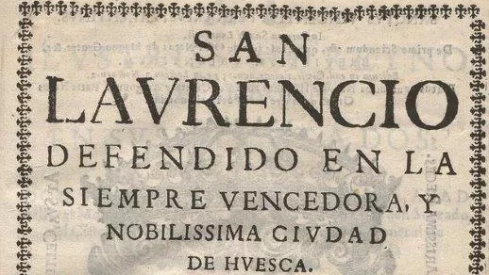 SAN
LAVRENCIO
DEFENDIDO EN LA
SIEMPRE VENCEDORA, Y
NOBILISSIMA CIVDAD
DE HVESCA.